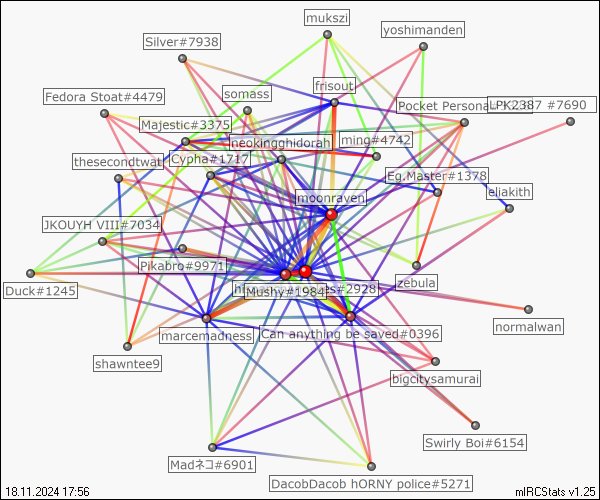 mukszi
yoshimanden
Silver#7938
frisout
somass
Fedora Stoat#4479
Pocket Personal
#7690
Majestic#3375
neokingghidorah
ming#4742
thesecondtwat
Cypha#1717
Eg.Master#1378
moonraven
eliakith
JKOUYH VIII#7034
Pikabro#9971
zebula
Duck#1245
Mushy#1984
#2928
normalwan
marcemadness
Can anything be saved#0396
shawntee9
bigcitysamurai
Swirly Boi#6154
Madネコ#6901
DacobDacob hORNY police#5271
18.11.2024 17:56
mIRCStats v1.25